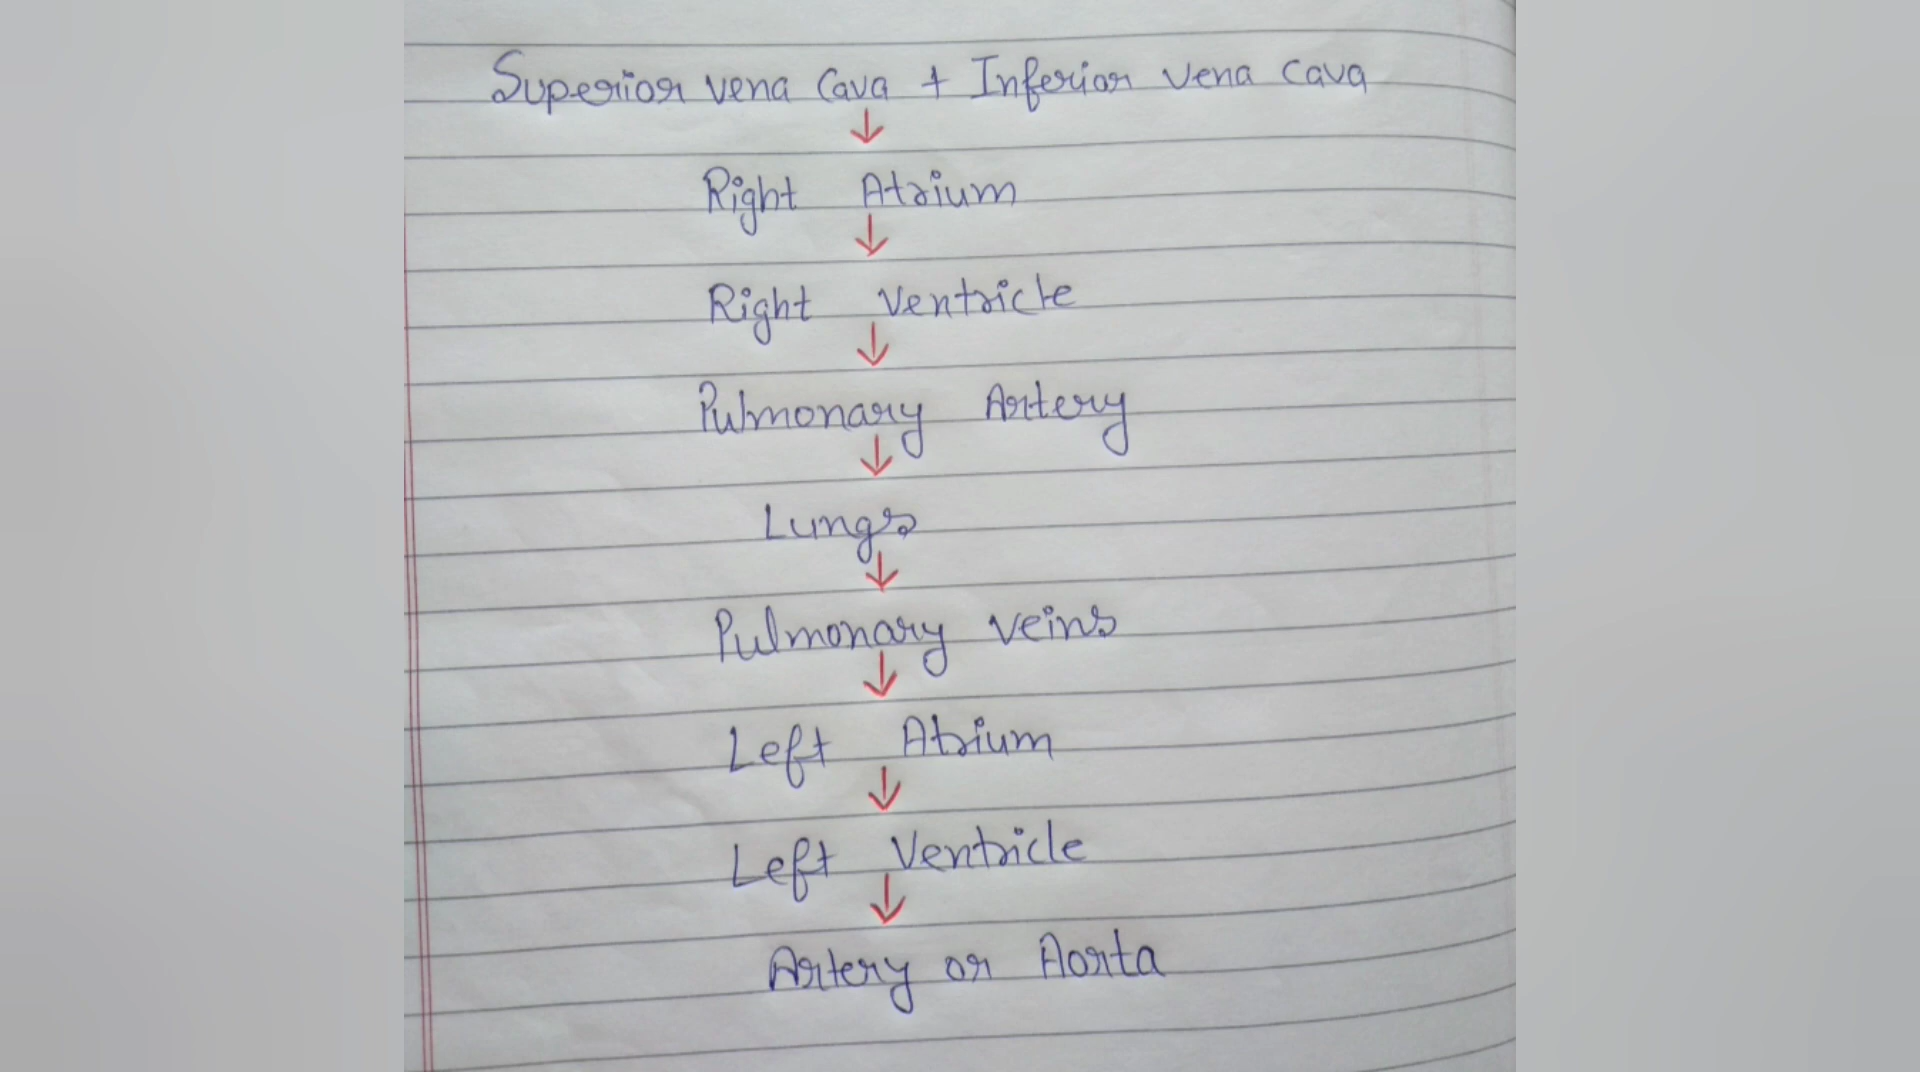 Superior vena Cava + Inferior vena cava
↓
Right Atrium
↓
Right ventricle
↓
Pulmonary Artery
↓
Lungs
↓
Pulmonary veins
↓
Left Atrium
↓
Left Ventricle
↓
Artery or Aorta